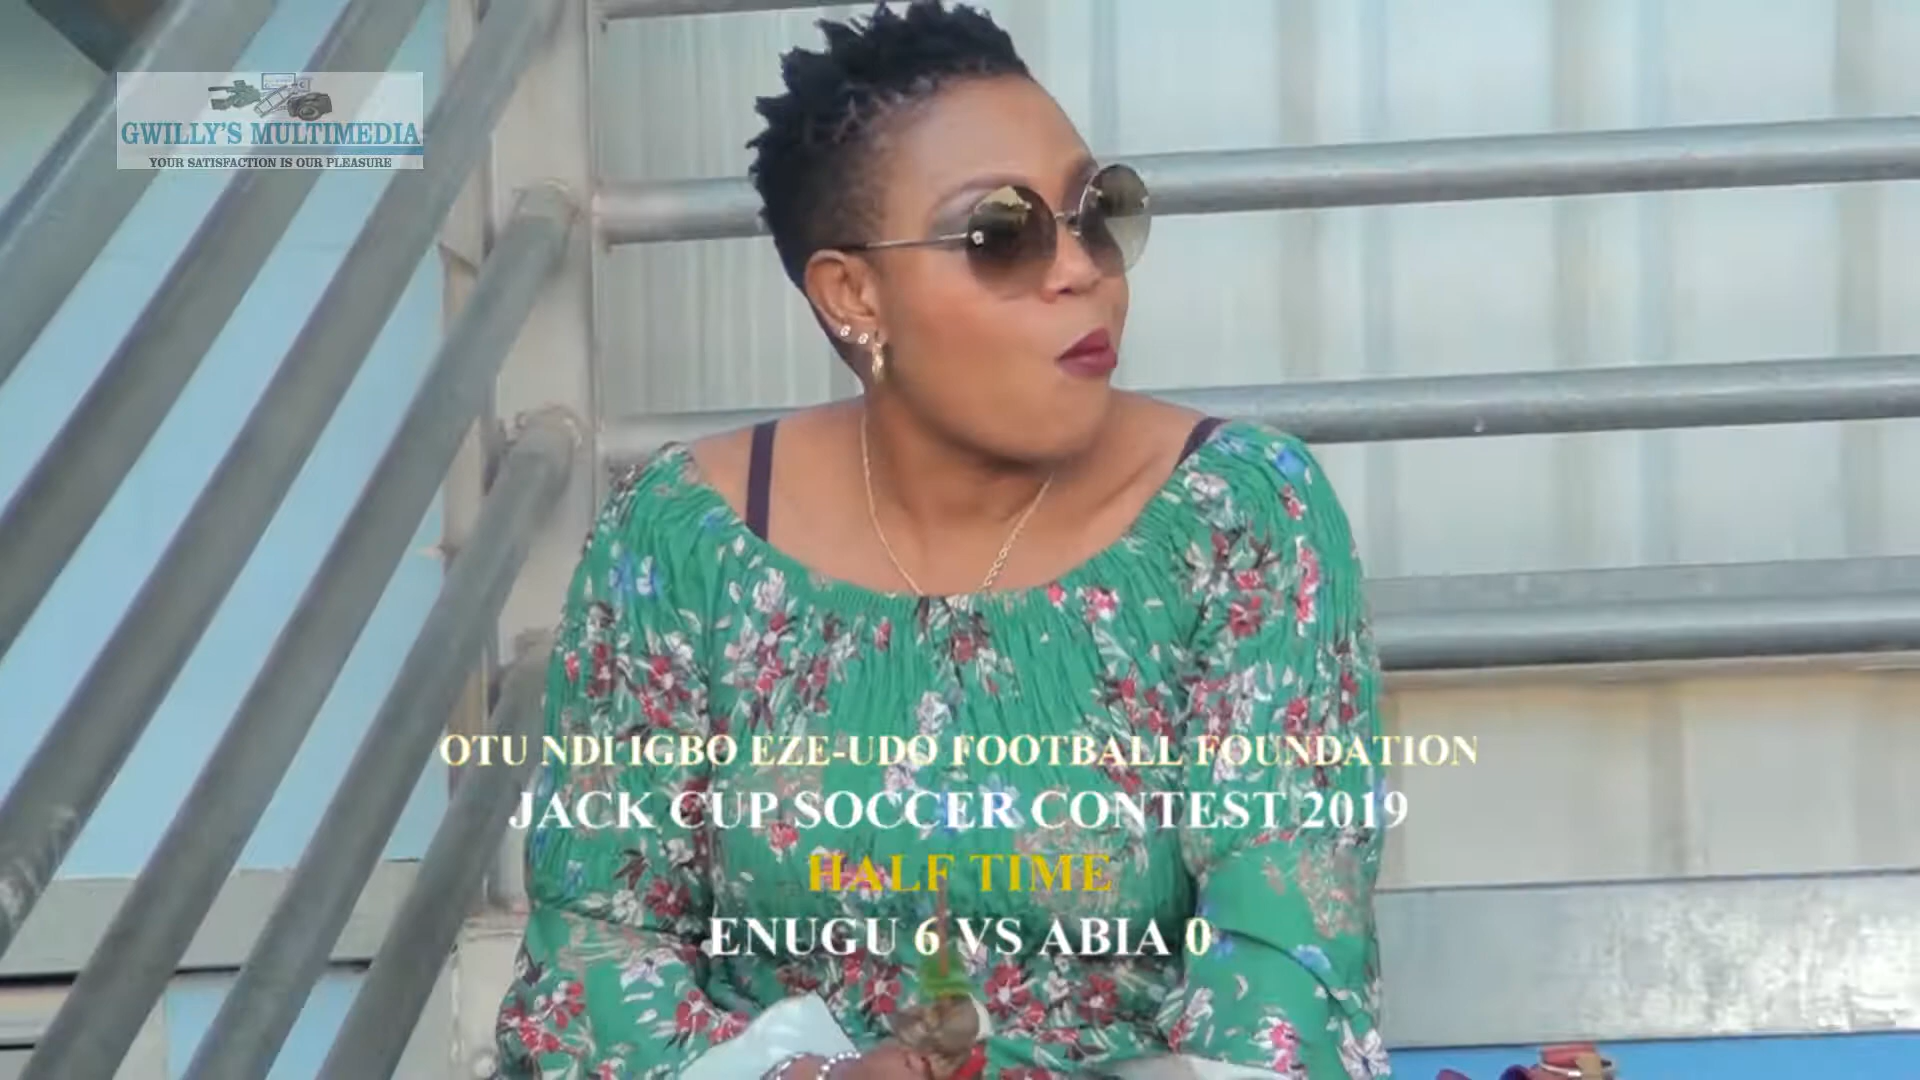 GWILLY'S MULTIMEDIA
YOUR SATISFACTION IS OUR PLEASURE
OTU NDI IGBO EZE-UDO FOOTBALL FOUNDATION
JACK CUP SOCCER CONTEST 2019
HALF TIME
ENUGU 6 VS ABIA 0